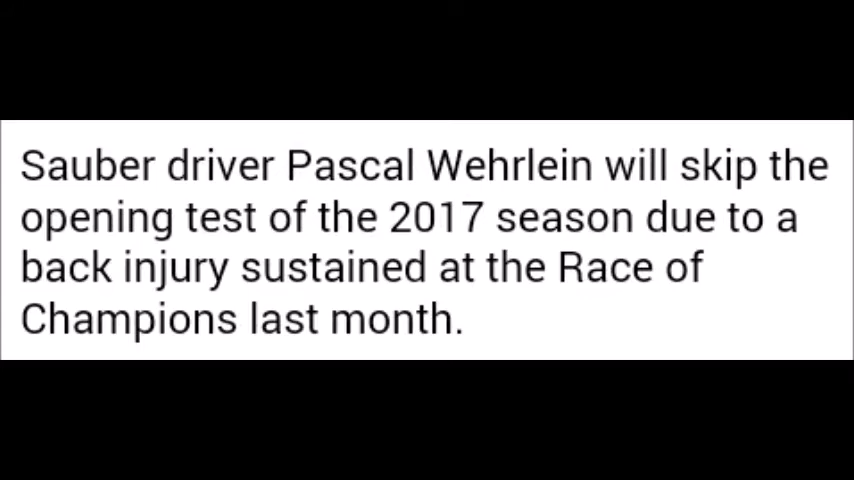 Sauber driver Pascal Wehrlein will skip the
opening test of the 2017 season due to a
back injury sustained at the Race of
Champions last month.